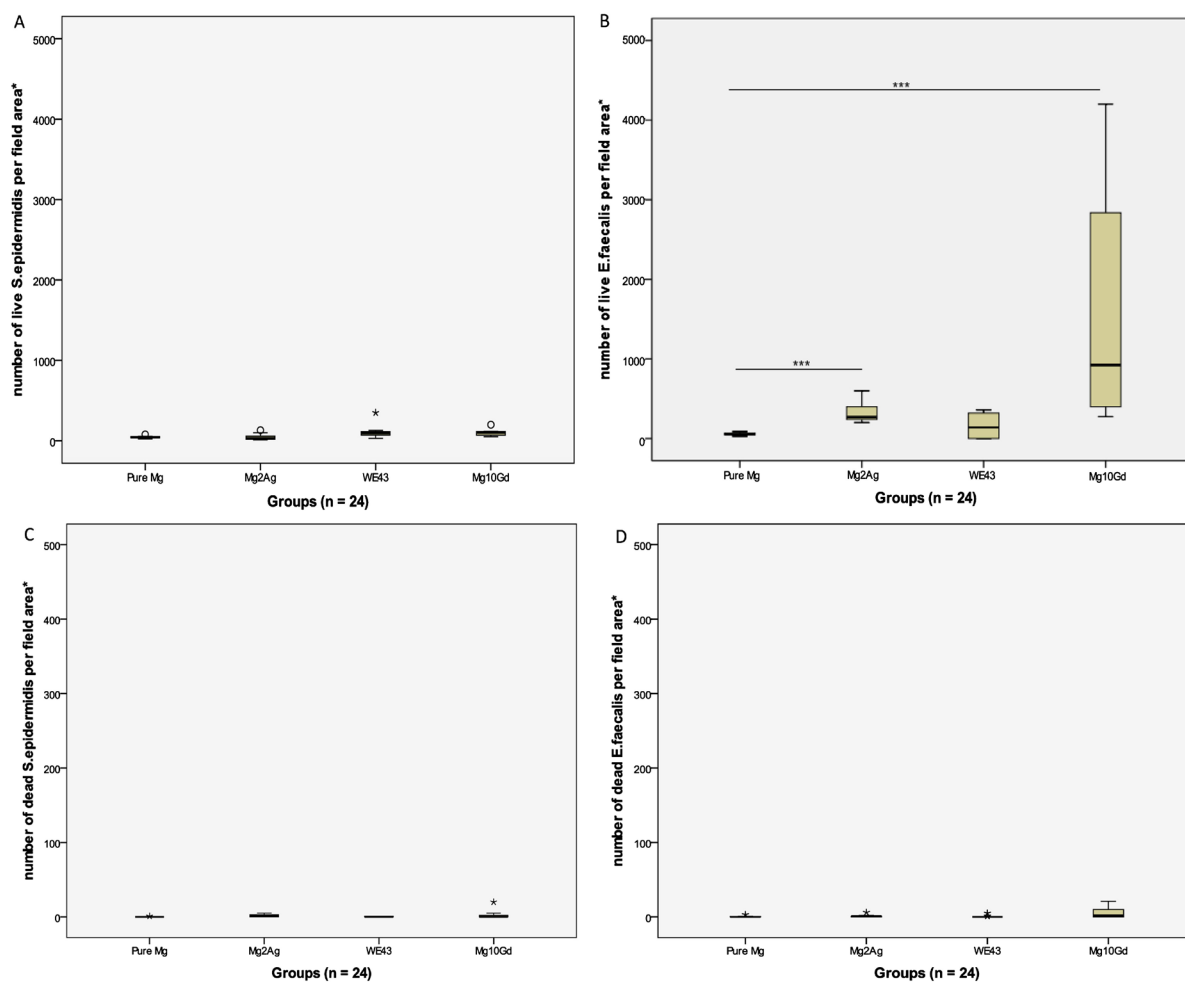 A
number of live S.epidermidis per field area*
5000
4000
3000
2000
1000
0
*
Pure Mg Mg2Ag WE43 Mg10Gd
Groups (n = 24)
B
number of live E.faecalis per field area*
5000
4000
3000
2000
1000
0
***
***
Pure Mg Mg2Ag WE43 Mg10Gd
Groups (n = 24)
C
number of dead S.epidermidis per field area*
500
400
300
200
100
0
* *
Pure Mg Mg2Ag WE43 Mg10Gd
Groups (n = 24)
D
number of dead E.faecalis per field area*
500
400
300
200
100
0
* * *
Pure Mg Mg2Ag WE43 Mg10Gd
Groups (n = 24)